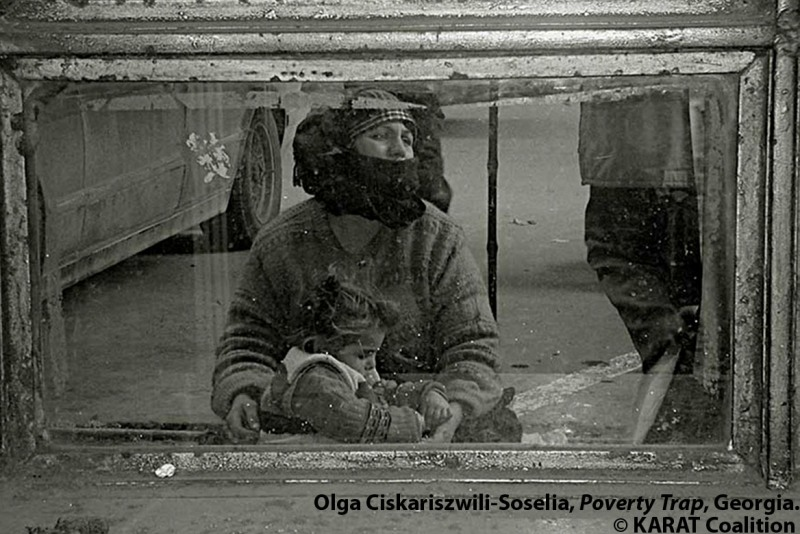 Olga Ciskariszwili-Soselia, Poverty Trap, Georgia.
© KARAT Coalition